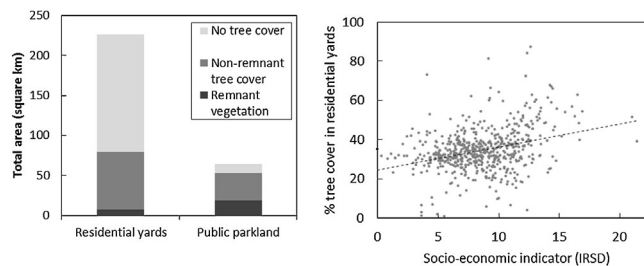 Total area (square km)
250
200
150
100
50
0
No tree cover
Non-remnant
tree cover
Remnant
vegetation
Residential yards
Public parkland
% tree cover in residential yards
100
80
60
40
20
0
0
5
10
15
20
Socio-economic indicator (IRSD)